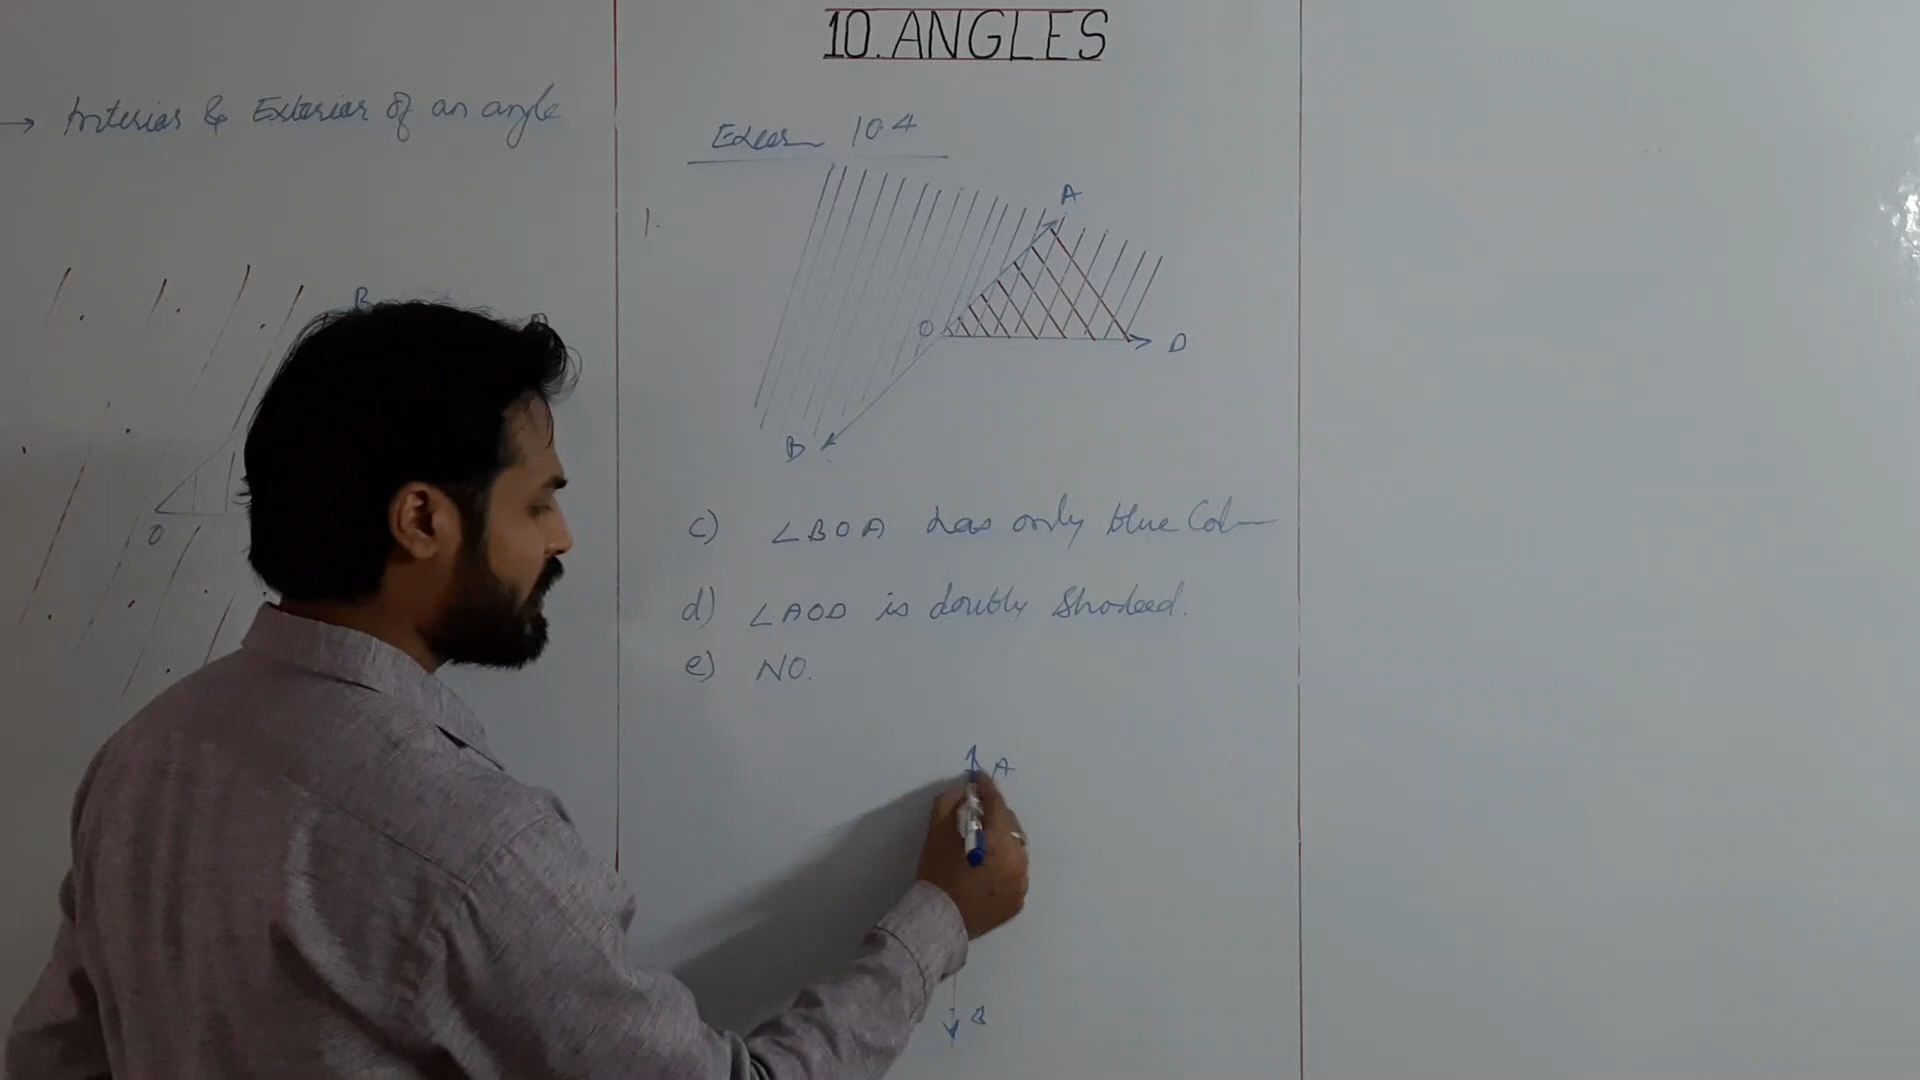 10. ANGLES
→ Interior & Exterior of an angle
Exer 10.4
1.
A
O
D
B
B
O
c) ∠BOA has only blue Color
d) ∠AOD is doubly Shaded.
e) NO.
A
B